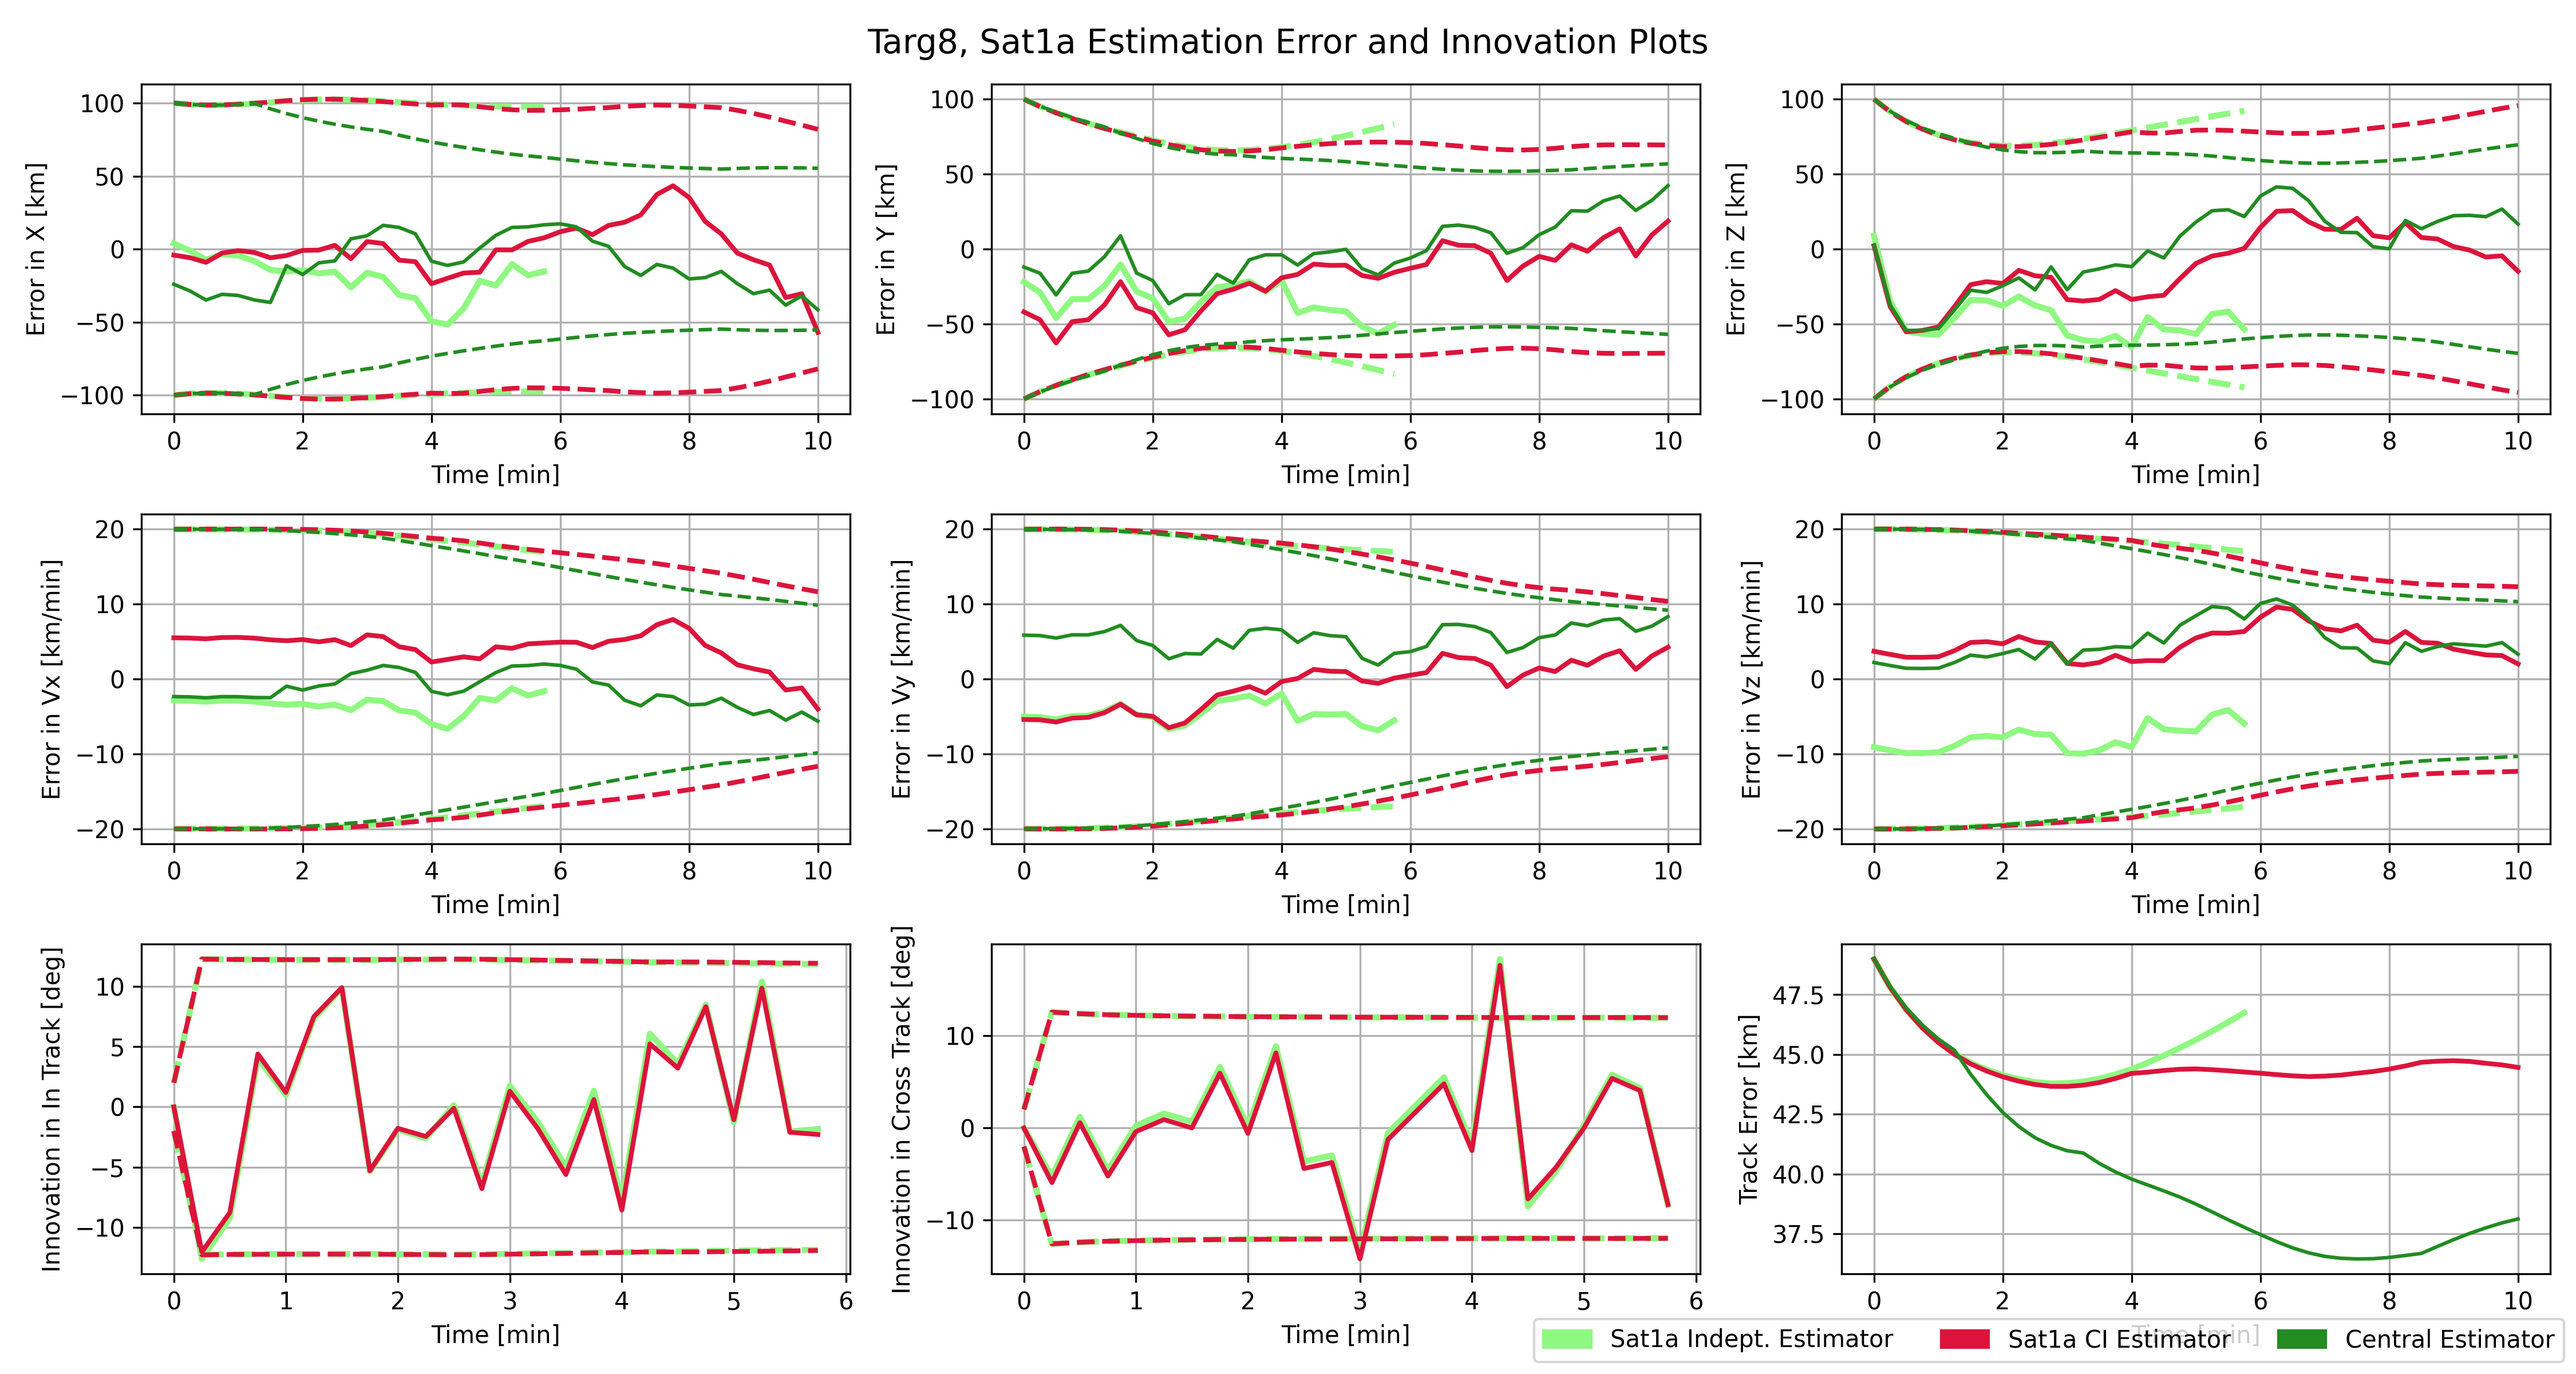 Targ8, Sat1a Estimation Error and Innovation Plots
Error in X [km]
100
50
0
−50
−100
0 2 4 6 8 10
Time [min]
Error in Y [km]
100
50
0
−50
−100
0 2 4 6 8 10
Time [min]
Error in Z [km]
100
50
0
−50
−100
0 2 4 6 8 10
Time [min]
Error in Vx [km/min]
20
10
0
−10
−20
0 2 4 6 8 10
Time [min]
Error in Vy [km/min]
20
10
0
−10
−20
0 2 4 6 8 10
Time [min]
Error in Vz [km/min]
20
10
0
−10
−20
0 2 4 6 8 10
Time [min]
Innovation in In Track [deg]
10
5
0
−5
−10
0 1 2 3 4 5 6
Time [min]
Innovation in Cross Track [deg]
10
0
−10
0 1 2 3 4 5 6
Time [min]
Track Error [km]
47.5
45.0
42.5
40.0
37.5
0 2 4 6 8 10
Time [min]
Sat1a Indept. Estimator
Sat1a CI Estimator
Central Estimator